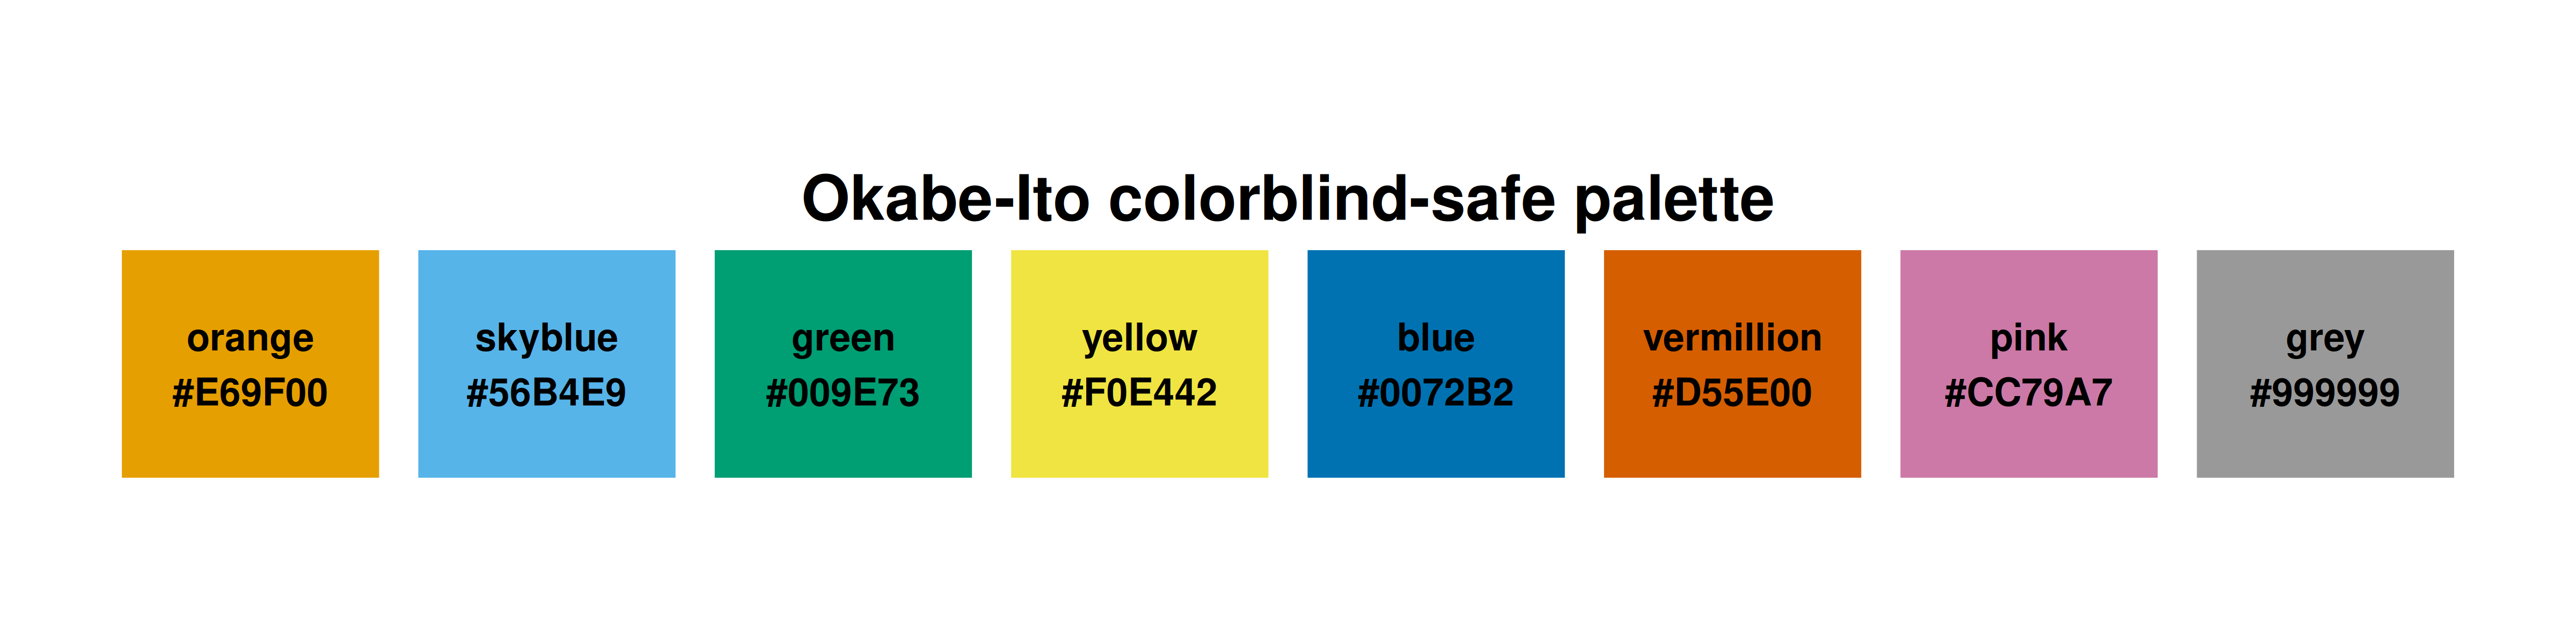 Okabe-Ito colorblind-safe palette
orange
#E69F00
skyblue
#56B4E9
green
#009E73
yellow
#F0E442
blue
#0072B2
vermillion
#D55E00
pink
#CC79A7
grey
#999999